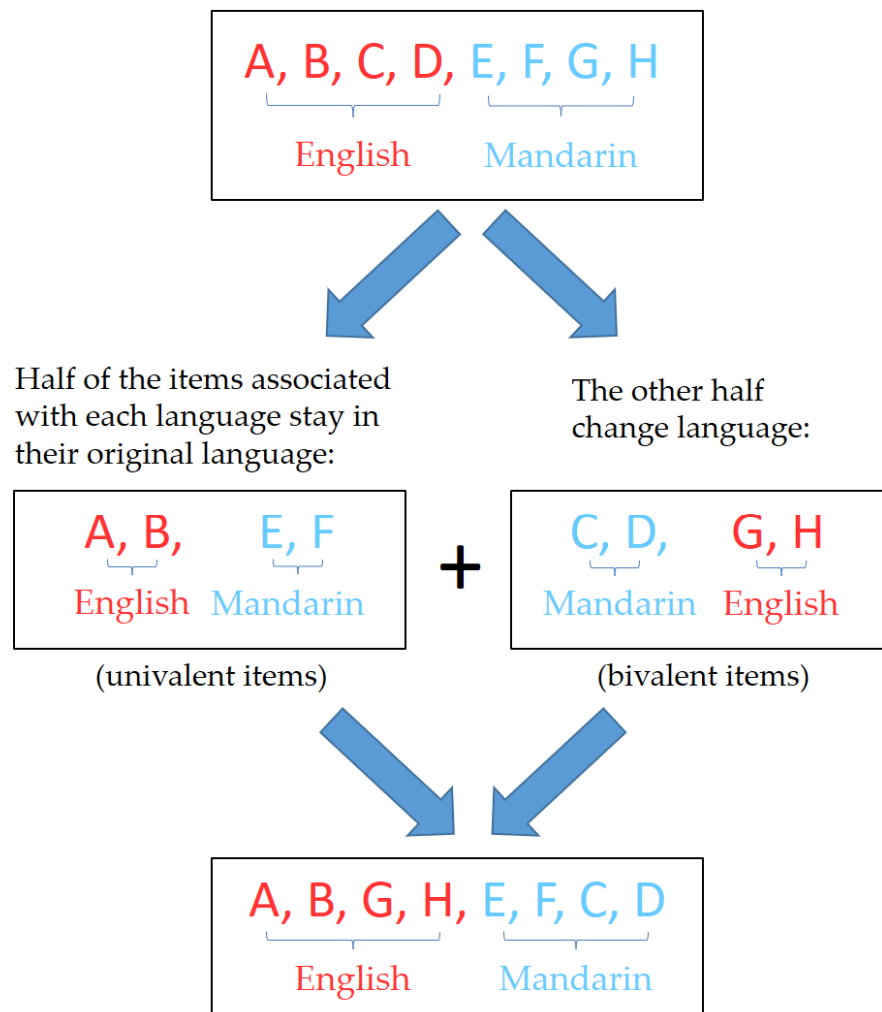 A, B, C, D, E, F, G, H
English Mandarin
Half of the items associated
with each language stay in
their original language:
The other half
change language:
A, B, E, F
English Mandarin
(univalent items)
+
C, D, G, H
Mandarin English
(bivalent items)
A, B, G, H, E, F, C, D
English Mandarin